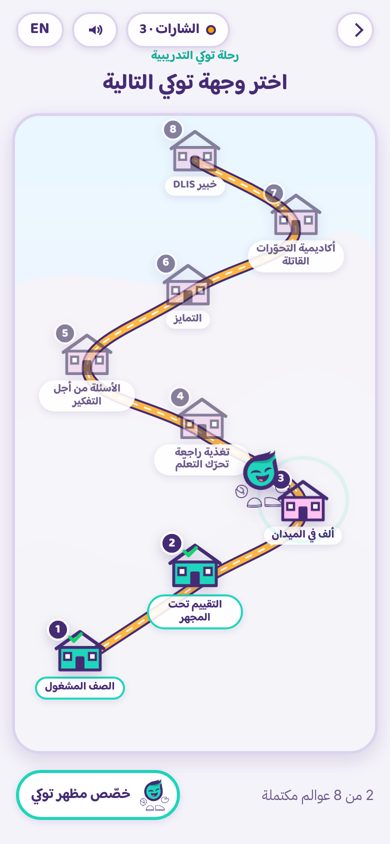 EN
الشارات · 3
رحلة توكي التدريبية
اختر وجهة توكي التالية
8
خبير DLIS
7
أكاديمية التحوّرات
القاتلة
6
التمايز
5
الأسئلة من أجل
التفكير
4
تغذية راجعة
تحرّك التعلّم
3
ألف في الميدان
2
التقييم تحت
المجهر
1
الصف المشغول
خصّص مظهر توكي
2 من 8 عوالم مكتملة